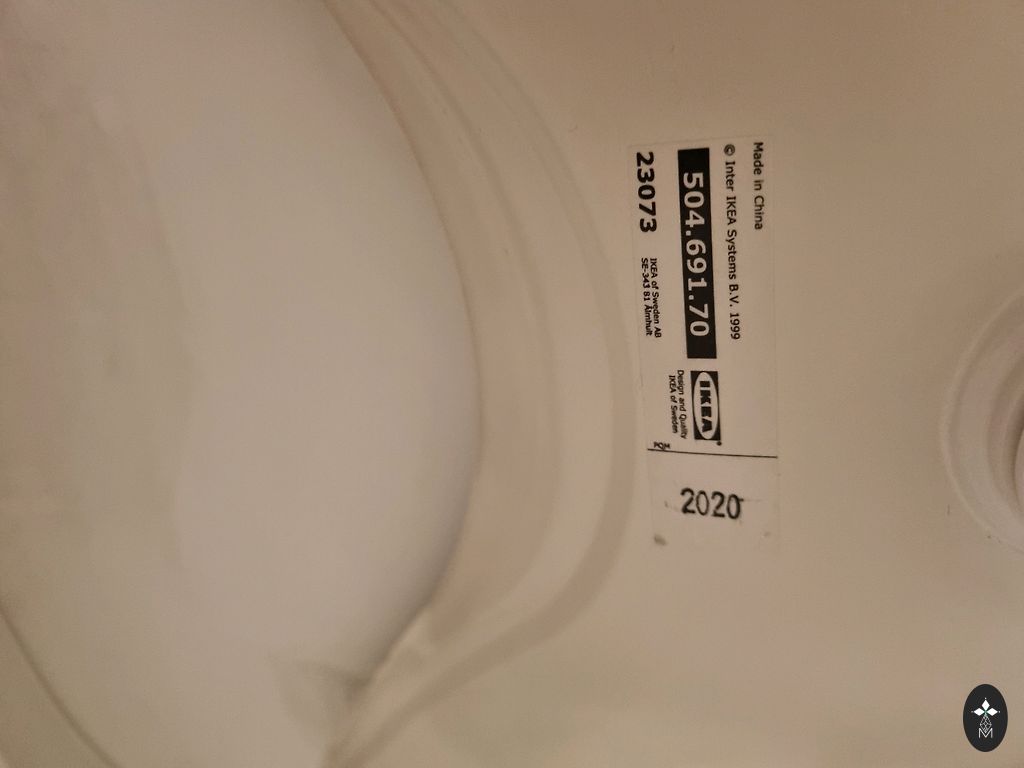 Made in China
© Inter IKEA Systems B.V. 1999
504.691.70
23073
IKEA of Sweden AB
SE-343 81 Älmhult
IKEA®
Design and Quality
IKEA of Sweden
PQM
2020
M